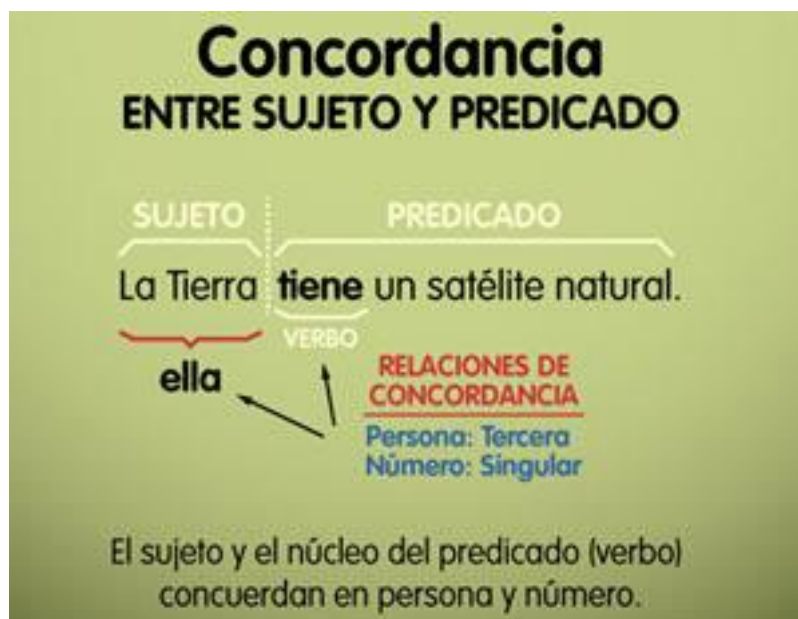 Concordancia
ENTRE SUJETO Y PREDICADO
SUJETO PREDICADO
La Tierra tiene un satélite natural.
VERBO
ella
RELACIONES DE
CONCORDANCIA
Persona: Tercera
Número: Singular
El sujeto y el núcleo del predicado (verbo)
concuerdan en persona y número.